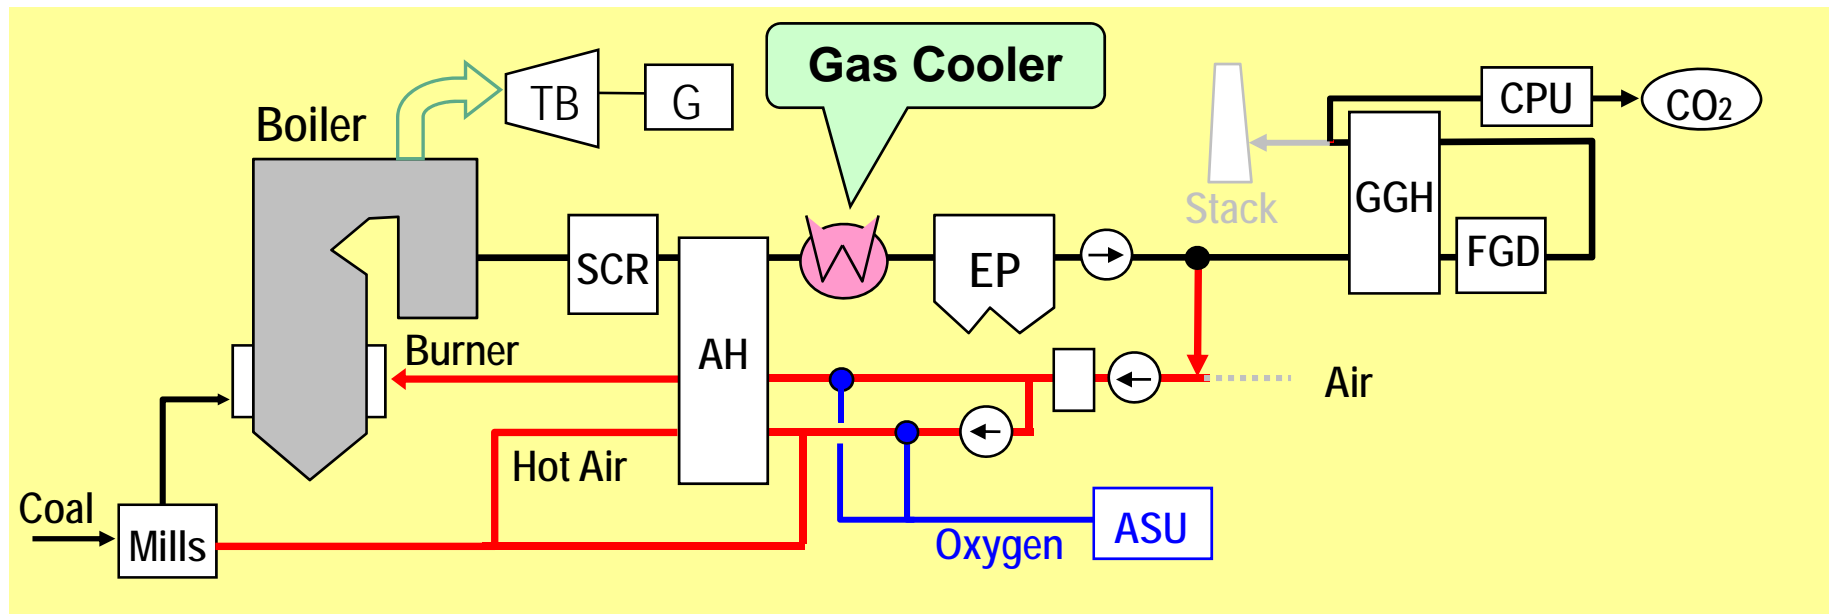 Gas Cooler
TB
G
CPU
CO2
Boiler
Stack
GGH
FGD
SCR
EP
AH
Burner
Air
Hot Air
Coal
Mills
Oxygen
ASU